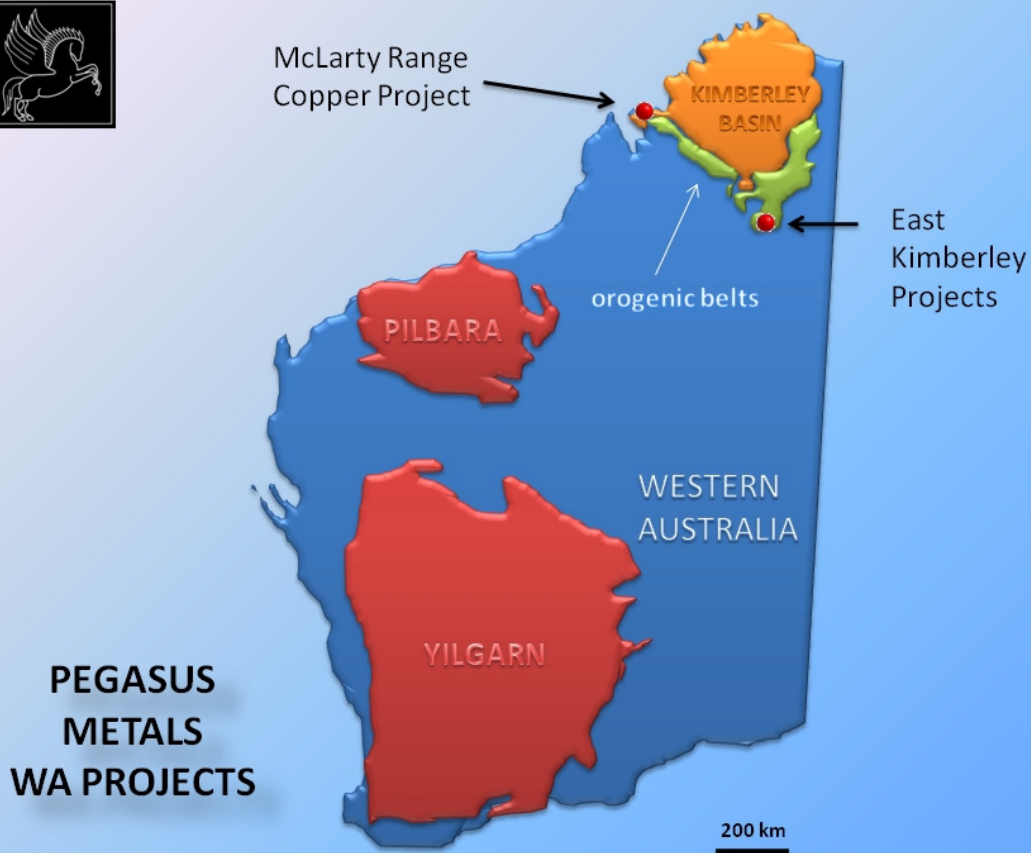 McLarty Range
Copper Project
KIMBERLEY
BASIN
East
Kimberley
Projects
orogenic belts
PILBARA
WESTERN
AUSTRALIA
YILGARN
PEGASUS
METALS
WA PROJECTS
200 km